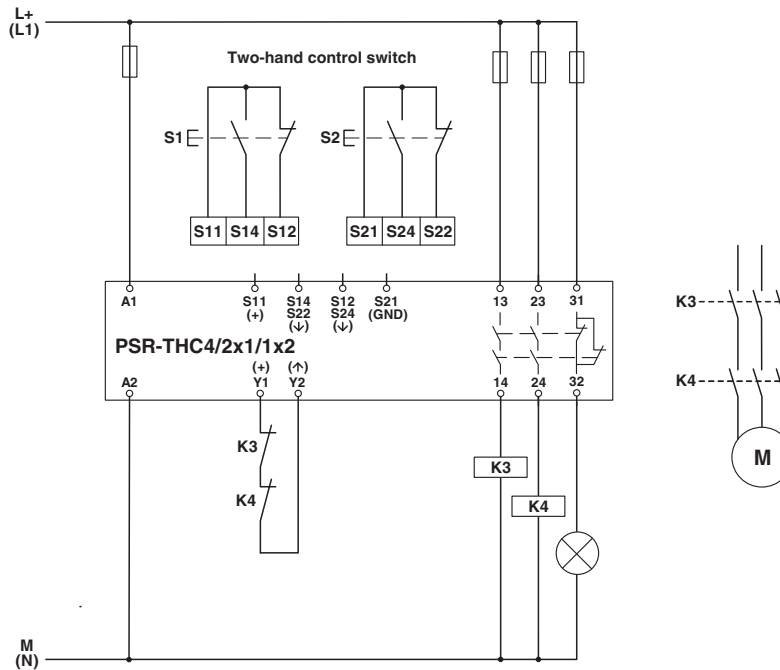 L+
(L1)
Two-hand control switch
S1
S2
S11 S14 S12
S21 S24 S22
A1
S11
(+)
S14
S22
(↓)
S12
S24
(↓)
S21
(GND)
13
23
31
PSR-THC4/2x1/1x2
A2
(+)
Y1
(↑)
Y2
14
24
32
K3
K4
K3
K4
K3
K4
M
M
(N)